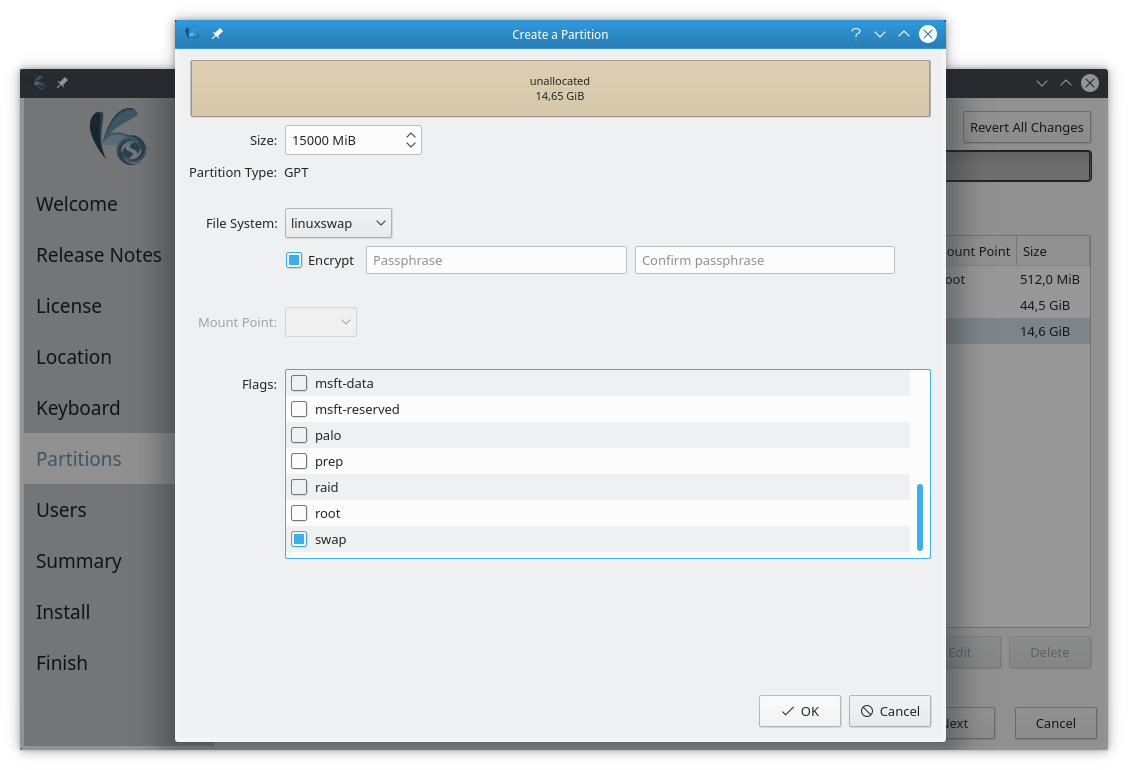 Create a Partition
?
unallocated
14,65 GiB
Size: 15000 MiB
Partition Type: GPT
File System: linuxswap
Encrypt Passphrase Confirm passphrase
Mount Point:
Flags:
msft-data
msft-reserved
palo
prep
raid
root
swap
OK Cancel
Welcome
Release Notes
License
Location
Keyboard
Partitions
Users
Summary
Install
Finish
Revert All Changes
ount Point Size
oot 512,0 MiB
44,5 GiB
14,6 GiB
Edit Delete
Next Cancel